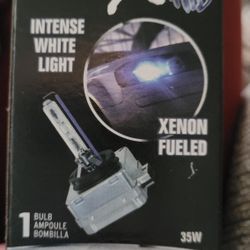 INTENSE
WHITE
LIGHT
XENON
FUELED
1 BULB
AMPOULE
BOMBILLA
35W